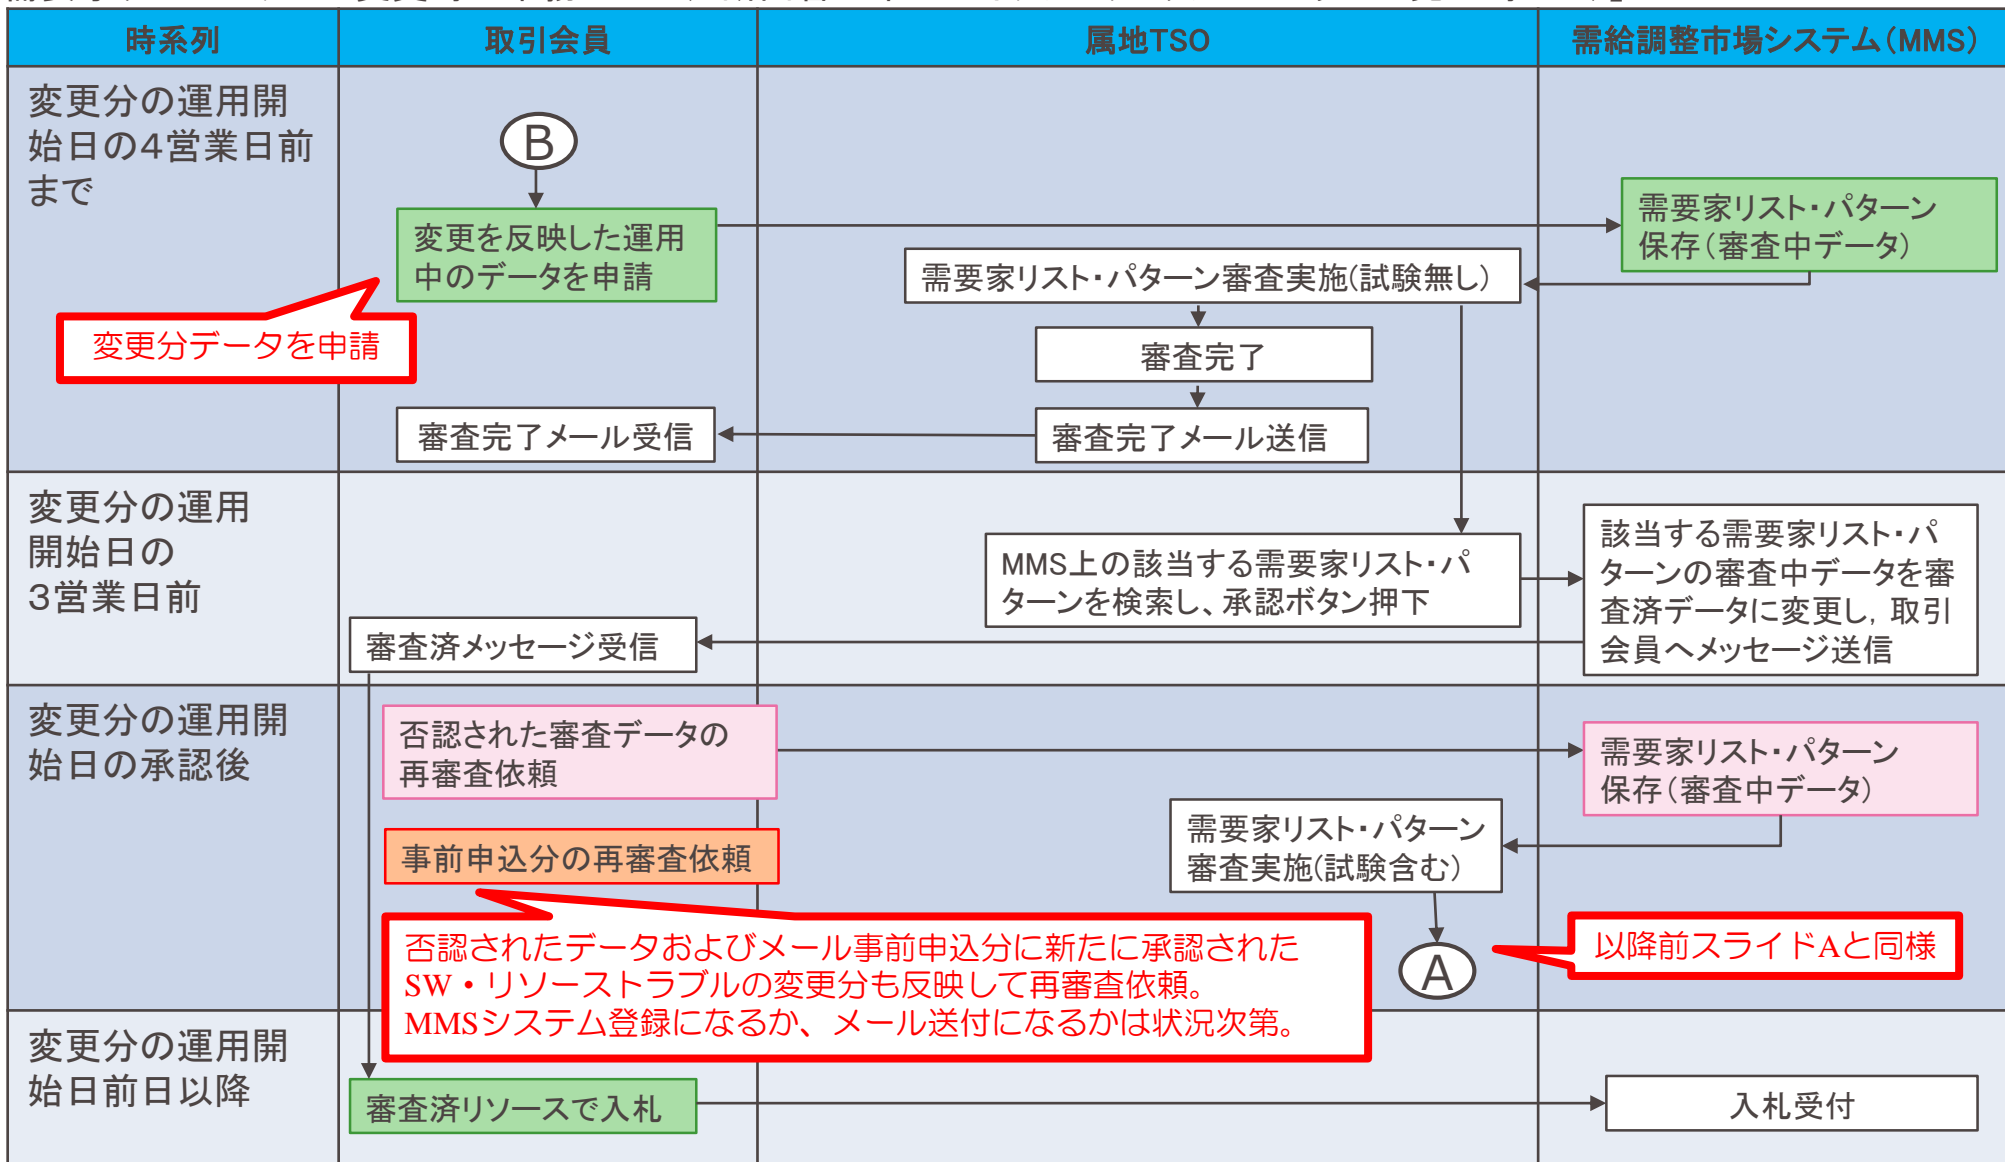 時系列
取引会員
属地TSO
需給調整市場システム(MMS)
変更分の運用開
始日の4営業日前
まで
B
変更を反映した運用
中のデータを申請
需要家リスト・パターン
保存(審査中データ)
需要家リスト・パターン審査実施(試験無し)
変更分データを申請
審査完了
審査完了メール受信
審査完了メール送信
変更分の運用
開始日の
3営業日前
MMS上の該当する需要家リスト・パ
ターンを検索し、承認ボタン押下
該当する需要家リスト・パ
ターンの審査中データを審
査済データに変更し，取引
会員へメッセージ送信
審査済メッセージ受信
変更分の運用開
始日の承認後
否認された審査データの
再審査依頼
需要家リスト・パターン
保存(審査中データ)
需要家リスト・パターン
審査実施(試験含む)
事前申込分の再審査依頼
否認されたデータおよびメール事前申込分に新たに承認された
SW・リソーストラブルの変更分も反映して再審査依頼。
MMSシステム登録になるか、メール送付になるかは状況次第。
A
以降前スライドAと同様
変更分の運用開
始日前日以降
審査済リソースで入札
入札受付